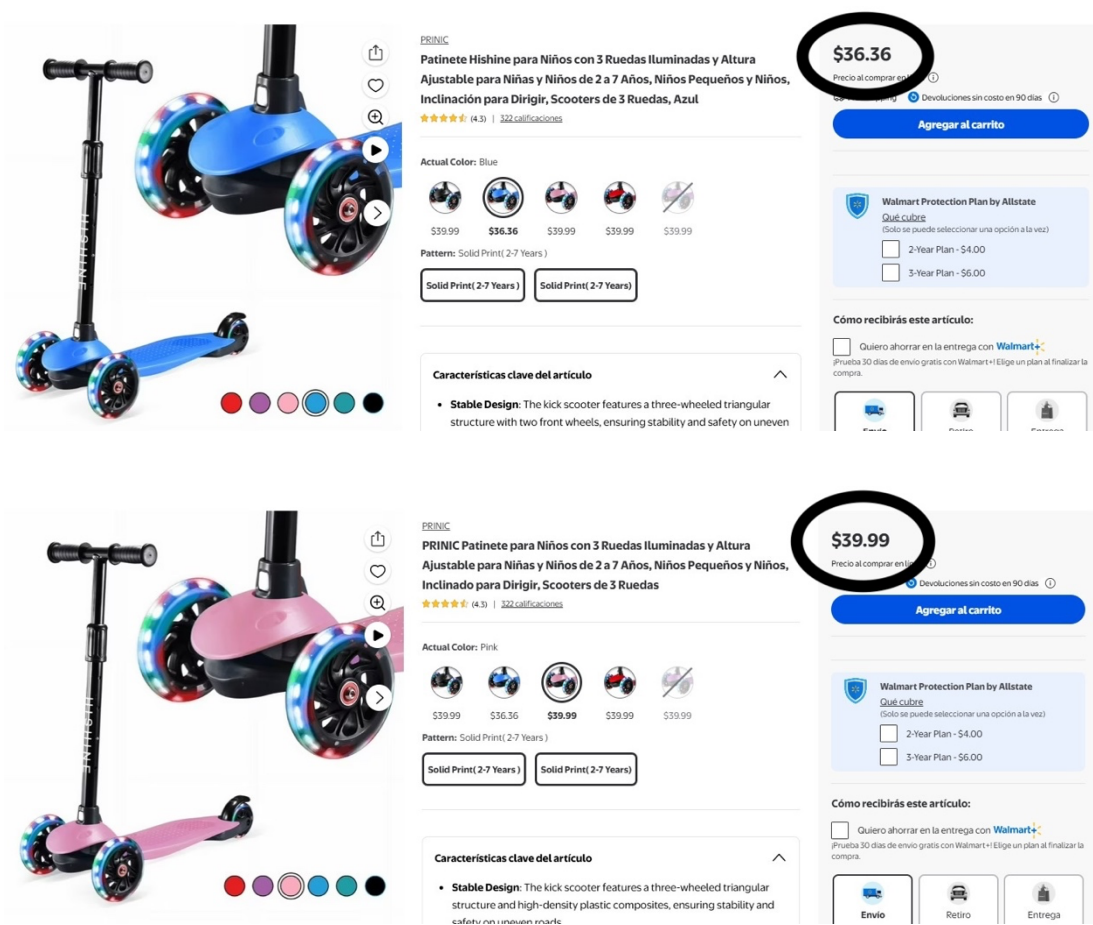 HISHINE
PRINIC
Patinete Hishine para Niños con 3 Ruedas Iluminadas y Altura
Ajustable para Niñas y Niños de 2 a 7 Años, Niños Pequeños y Niños,
Inclinación para Dirigir, Scooters de 3 Ruedas, Azul
(4.3) | 322 calificaciones
Actual Color: Blue
$39.99 $36.36 $39.99 $39.99 $39.99
Pattern: Solid Print( 2-7 Years )
Solid Print( 2-7 Years ) Solid Print( 2-7 Years)
Características clave del artículo
• Stable Design: The kick scooter features a three-wheeled triangular
structure with two front wheels, ensuring stability and safety on uneven
$36.36
Precio al comprar en
Devoluciones sin costo en 90 días
Agregar al carrito
Walmart Protection Plan by Allstate
Qué cubre
(Solo se puede seleccionar una opción a la vez)
2-Year Plan - $4.00
3-Year Plan - $6.00
Cómo recibirás este artículo:
Quiero ahorrar en la entrega con Walmart+
¡Prueba 30 días de envío gratis con Walmart+! Elige un plan al finalizar la
compra.
Envío Retiro Entrega
HISHINE
PRINIC
PRINIC Patinete para Niños con 3 Ruedas Iluminadas y Altura
Ajustable para Niñas y Niños de 2 a 7 Años, Niños Pequeños y Niños,
Inclinado para Dirigir, Scooters de 3 Ruedas
(4.3) | 322 calificaciones
Actual Color: Pink
$39.99 $36.36 $39.99 $39.99 $39.99
Pattern: Solid Print( 2-7 Years )
Solid Print( 2-7 Years ) Solid Print( 2-7 Years)
Características clave del artículo
• Stable Design: The kick scooter features a three-wheeled triangular
structure and high-density plastic composites, ensuring stability and
safety on uneven roads
$39.99
Precio al comprar en
Devoluciones sin costo en 90 días
Agregar al carrito
Walmart Protection Plan by Allstate
Qué cubre
(Solo se puede seleccionar una opción a la vez)
2-Year Plan - $4.00
3-Year Plan - $6.00
Cómo recibirás este artículo:
Quiero ahorrar en la entrega con Walmart+
¡Prueba 30 días de envío gratis con Walmart+! Elige un plan al finalizar la
compra.
Envío Retiro Entrega